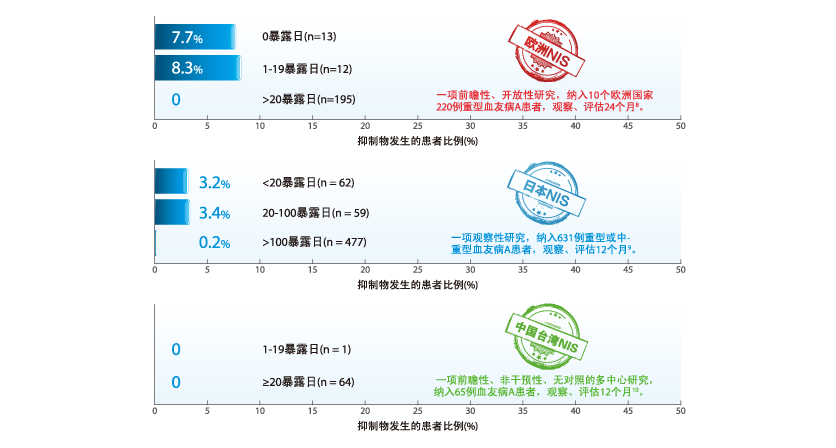 7.7% 0暴露日(n=13)
8.3% 1-19暴露日(n=12)
0 >20暴露日(n=195)
欧洲NIS
一项前瞻性、开放性研究，纳入10个欧洲国家
220例重型血友病A患者，观察、评估24个月⁸。
0 5 10 15 20 25 30 35 40 45 50
抑制物发生的患者比例(%)
3.2% <20暴露日(n = 62)
3.4% 20-100暴露日(n = 59)
0.2% >100暴露日(n = 477)
日本NIS
一项观察性研究，纳入631例重型或中-
重型血友病A患者，观察、评估12个月⁹。
0 5 10 15 20 25 30 35 40 45 50
抑制物发生的患者比例(%)
0 1-19暴露日(n = 1)
0 ≥20暴露日(n = 64)
中国台湾NIS
一项前瞻性、非干预性、无对照的多中心研究，
纳入65例血友病A患者，观察、评估12个月¹⁰。
0 5 10 15 20 25 30 35 40 45 50
抑制物发生的患者比例(%)